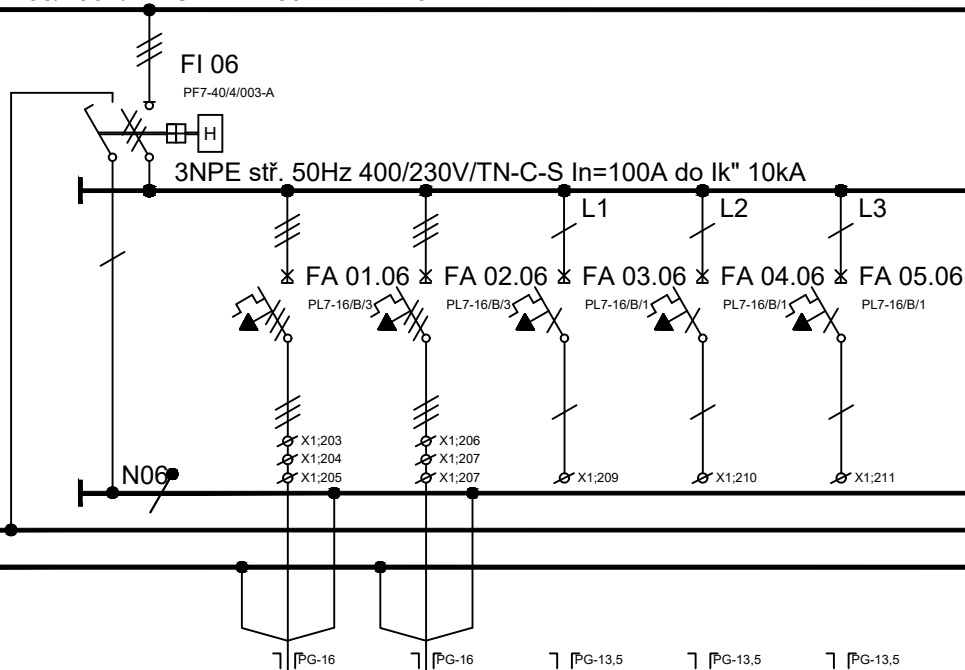 FI 06
PF7-40/4/003-A
H
3NPE stř. 50Hz 400/230V/TN-C-S In=100A do Ik" 10kA
L1 L2 L3
FA 01.06 FA 02.06 FA 03.06 FA 04.06 FA 05.06
PL7-16/B/3 PL7-16/B/3 PL7-16/B/1 PL7-16/B/1 PL7-16/B/1
X1;203 X1;206
X1;204 X1;207
N06 X1;205 X1;207 X1;209 X1;210 X1;211
PG-16 PG-16 PG-13,5 PG-13,5 PG-13,5